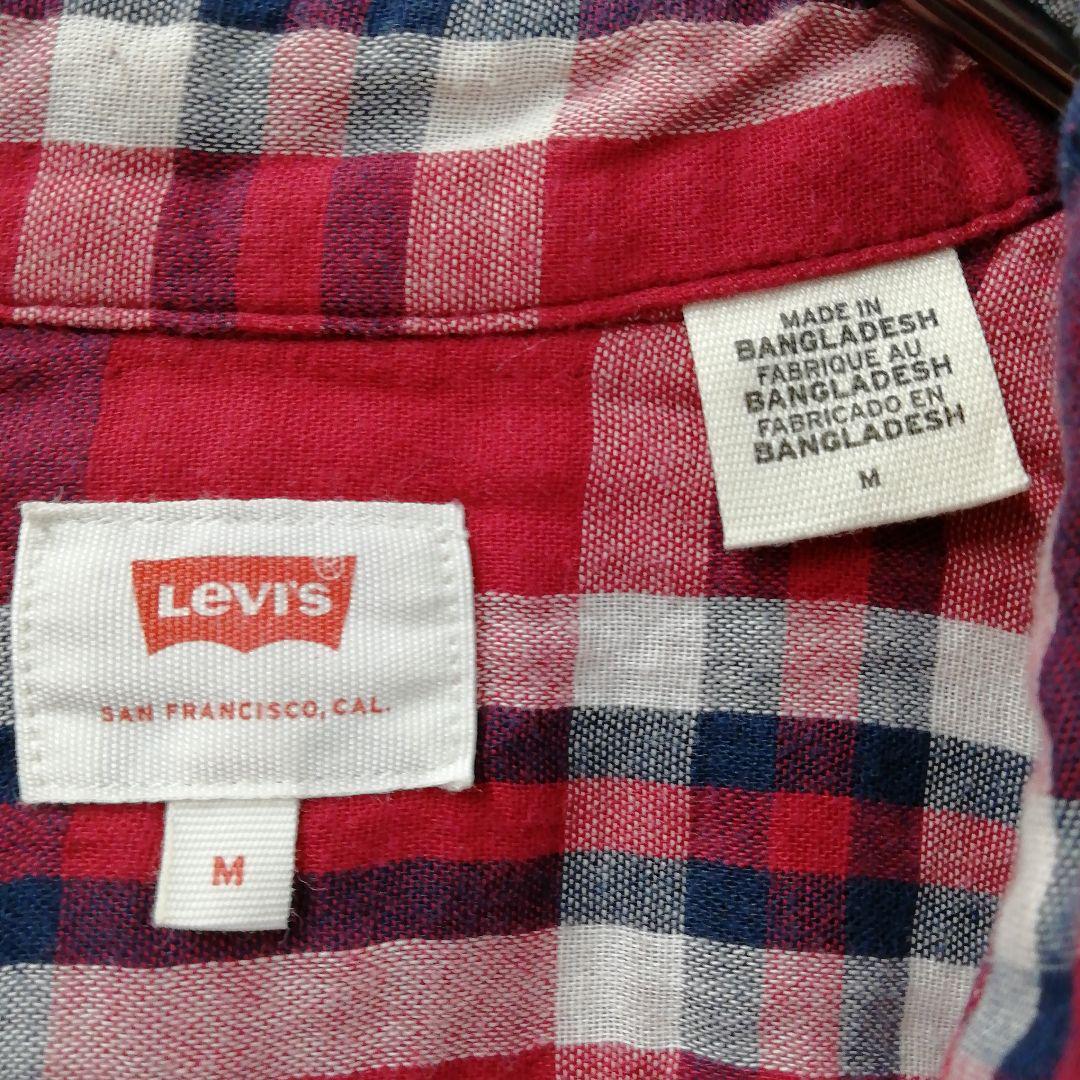 MADE IN
BANGLADESH
FABRIQUE AU
BANGLADESH
FABRICADO EN
BANGLADESH
M
LEVI'S®
SAN FRANCISCO, CAL.
M